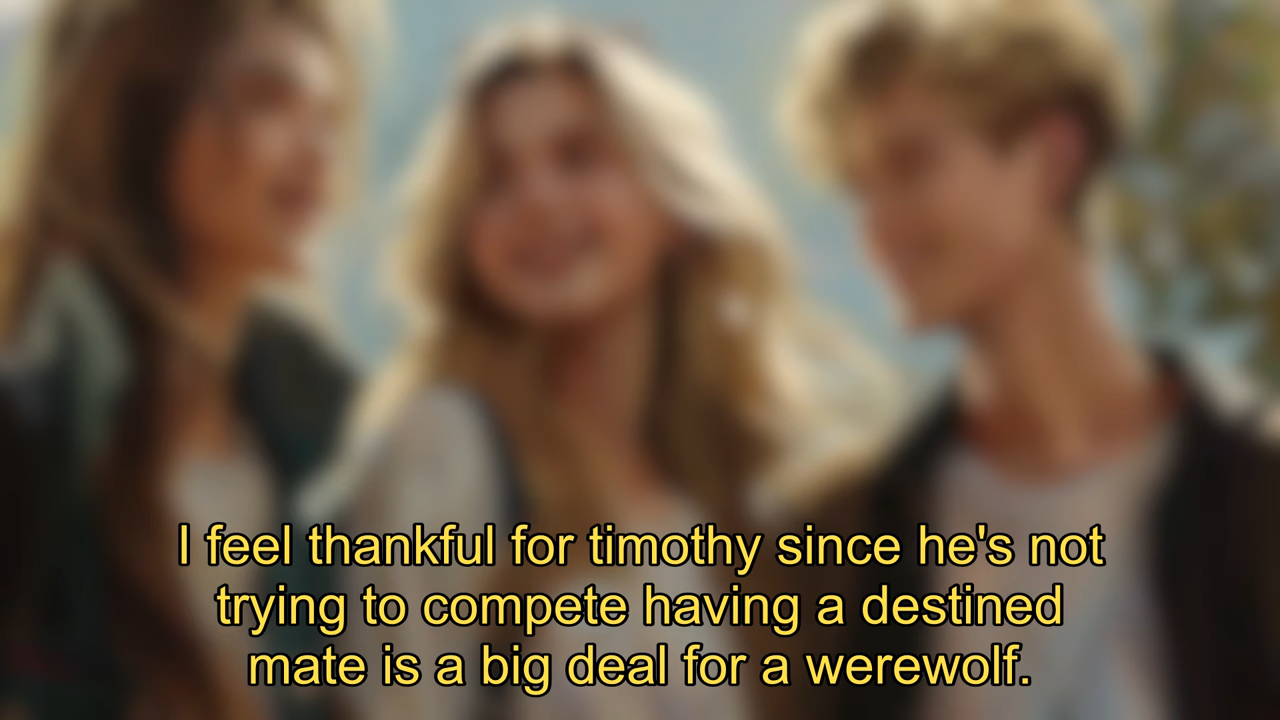 I feel thankful for timothy since he's not
trying to compete having a destined
mate is a big deal for a werewolf.